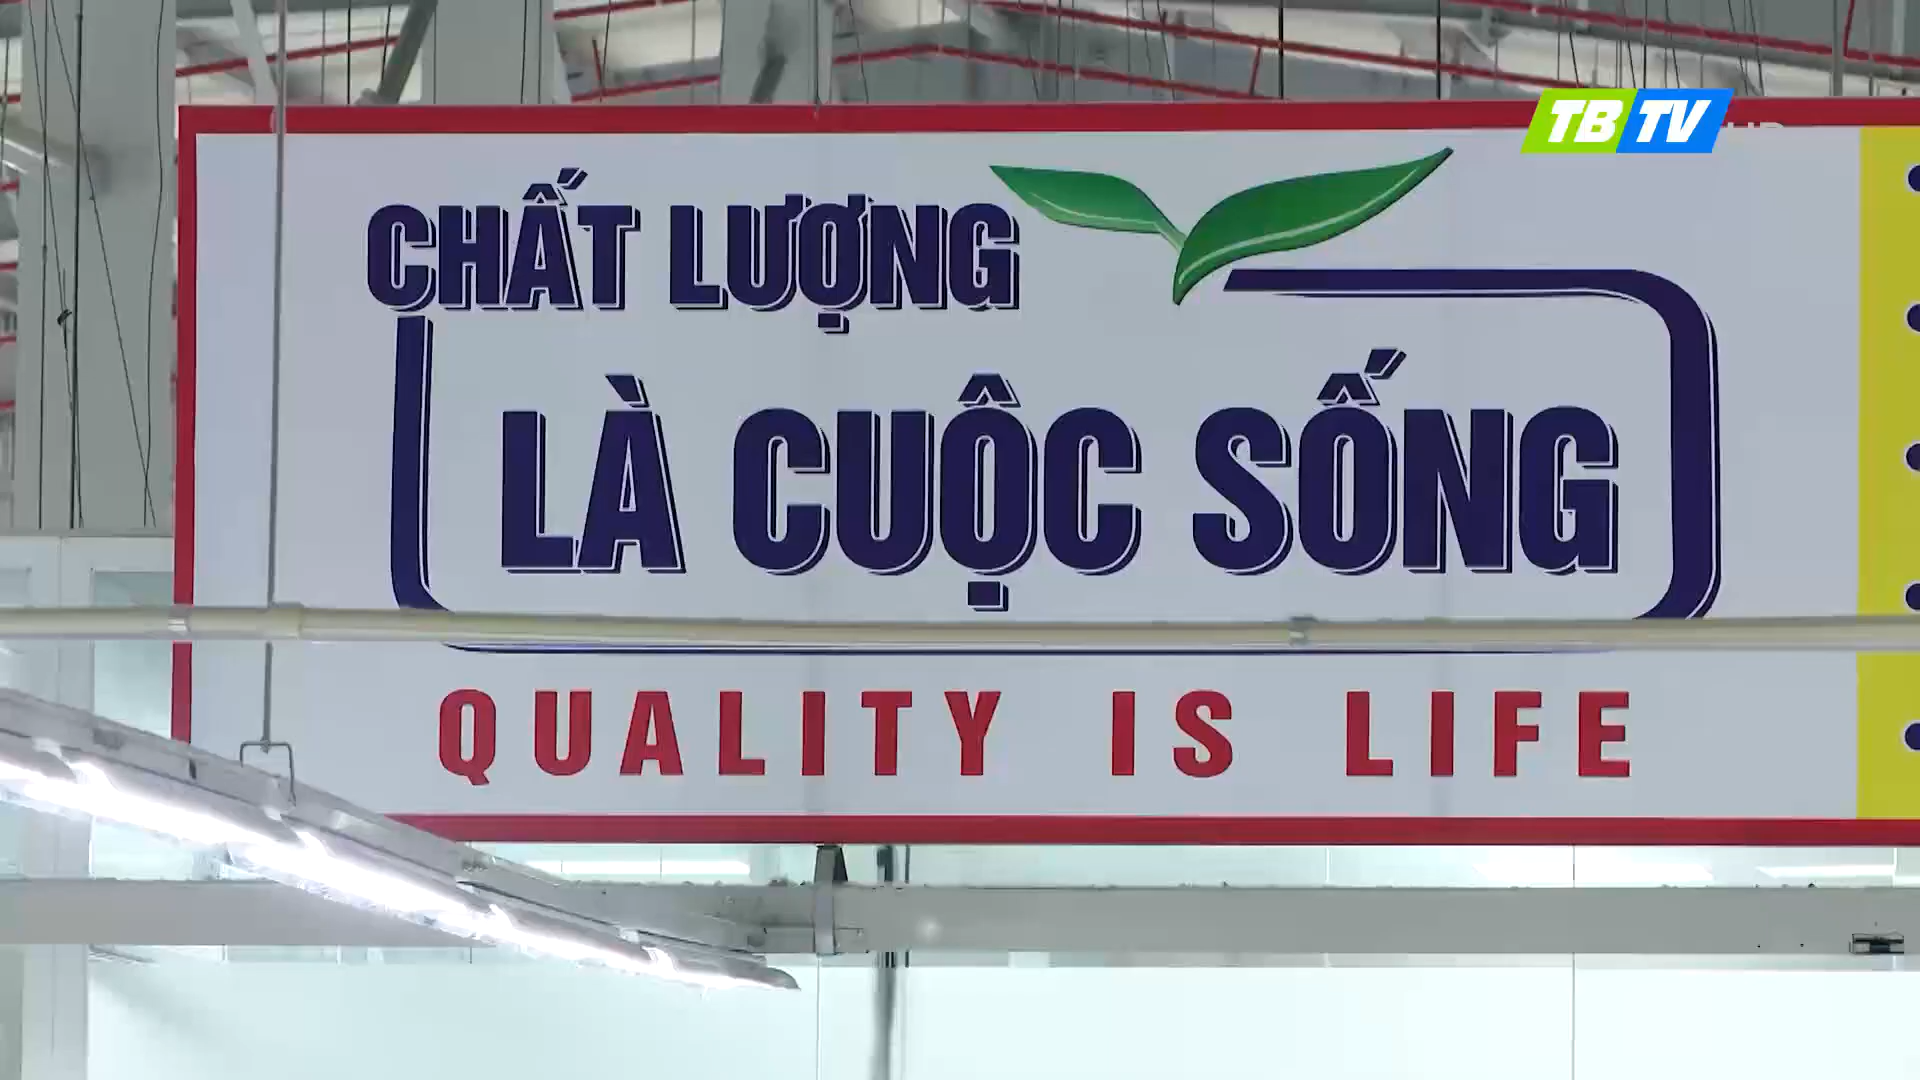 TBTV
CHẤT LƯỢNG
LÀ CUỘC SỐNG
QUALITY IS LIFE